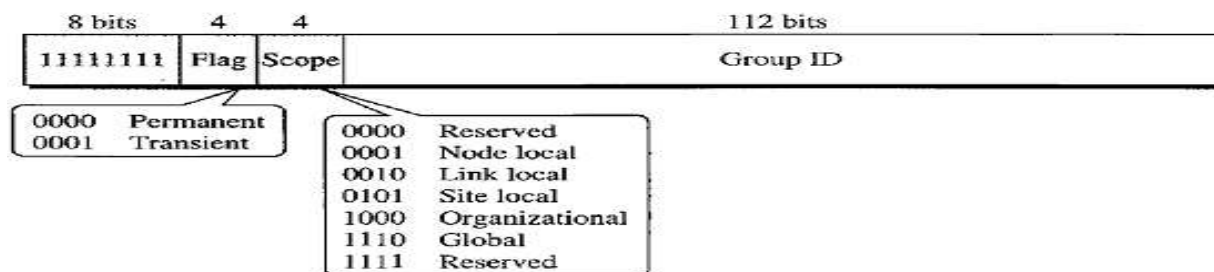 8 bits 4 4 112 bits
11111111 Flag Scope Group ID
0000 Permanent
0001 Transient
0000 Reserved
0001 Node local
0010 Link local
0101 Site local
1000 Organizational
1110 Global
1111 Reserved